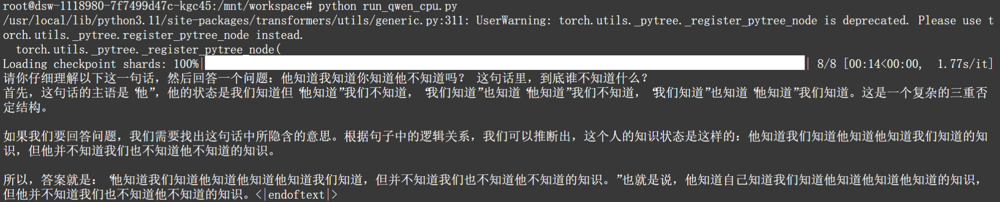 root@dsw-1118980-7f7499d47c-kgc45:/mnt/workspace# python run_qwen_cpu.py
/usr/local/lib/python3.11/site-packages/transformers/utils/generic.py:311: UserWarning: torch.utils._pytree._register_pytree_node is deprecated. Please use t
orch.utils._pytree.register_pytree_node instead.
  torch.utils._pytree._register_pytree_node(
Loading checkpoint shards: 100%|| 8/8 [00:14<00:00,  1.77s/it]
请你仔细理解以下这一句话，然后回答一个问题：他知道我知道你知道他不知道吗？ 这句话里，到底谁不知道什么？
首先，这句话的主语是“他”，他的状态是我们知道但“他知道”我们不知道，“我们知道”也知道“他知道”我们不知道，“我们知道”也知道“他知道”我们知道。这是一个复杂的三重否
定结构。
如果我们要回答问题，我们需要找出这句话中所隐含的意思。根据句子中的逻辑关系，我们可以推断出，这个人的知识状态是这样的：他知道我们知道他知道他知道我们知道的知
识，但他并不知道我们也不知道他不知道的知识。
所以，答案就是：“他知道我们知道他知道他知道他知道我们知道，但并不知道我们也不知道他不知道的知识。”也就是说，他知道自己知道我们知道他知道他知道他知道的知识，
但他并不知道我们也不知道他不知道的知识。<|endoftext|>